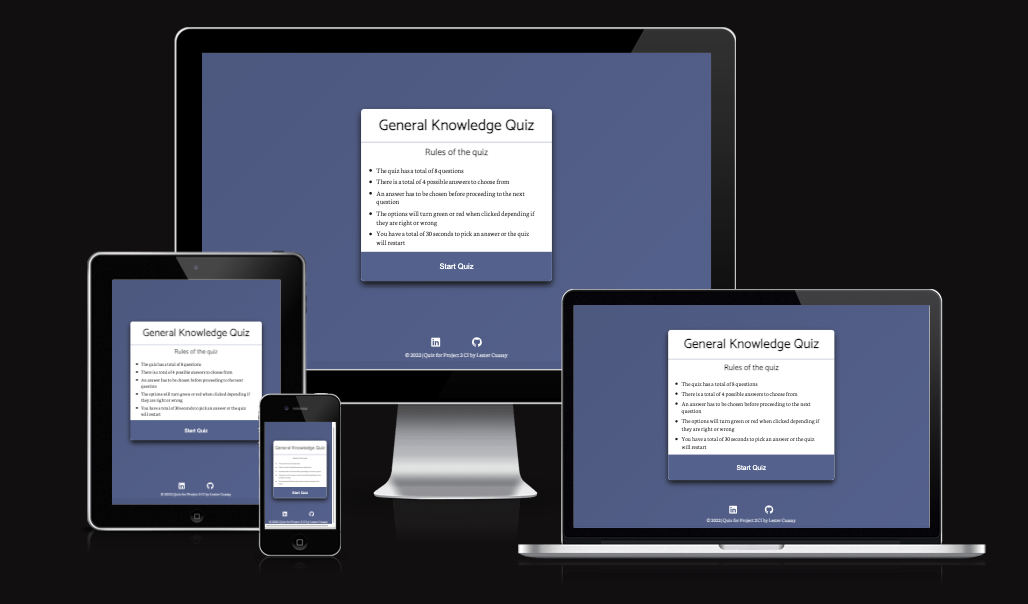 General Knowledge Quiz
Rules of the quiz
The quiz has a total of 8 questions
There is a total of 4 possible answers to choose from
An answer has to be chosen before proceeding to the next
question
The options will turn green or red when clicked depending if
they are right or wrong
You have a total of 30 seconds to pick an answer or the quiz
will restart
Start Quiz
© 2022 | Quiz for Project 2 CI by Lester
General Knowledge Quiz
Rules of the quiz
The quiz has a total of 8 questions
There is a total of 4 possible answers to choose from
An answer has to be chosen before proceeding to the next
question
The options will turn green or red when clicked depending if
they are right or wrong
You have a total of 30 seconds to pick an answer or the quiz
will restart
Start Quiz
© 2022 | Quiz for Project 2 CI by Lester
General Knowledge Quiz
Start Quiz
General Knowledge Quiz
Rules of the quiz
The quiz has a total of 8 questions
There is a total of 4 possible answers to choose from
An answer has to be chosen before proceeding to the next
question
The options will turn green or red when clicked depending if
they are right or wrong
You have a total of 30 seconds to pick an answer or the quiz
will restart
Start Quiz
© 2022 | Quiz for Project 2 CI by Lester